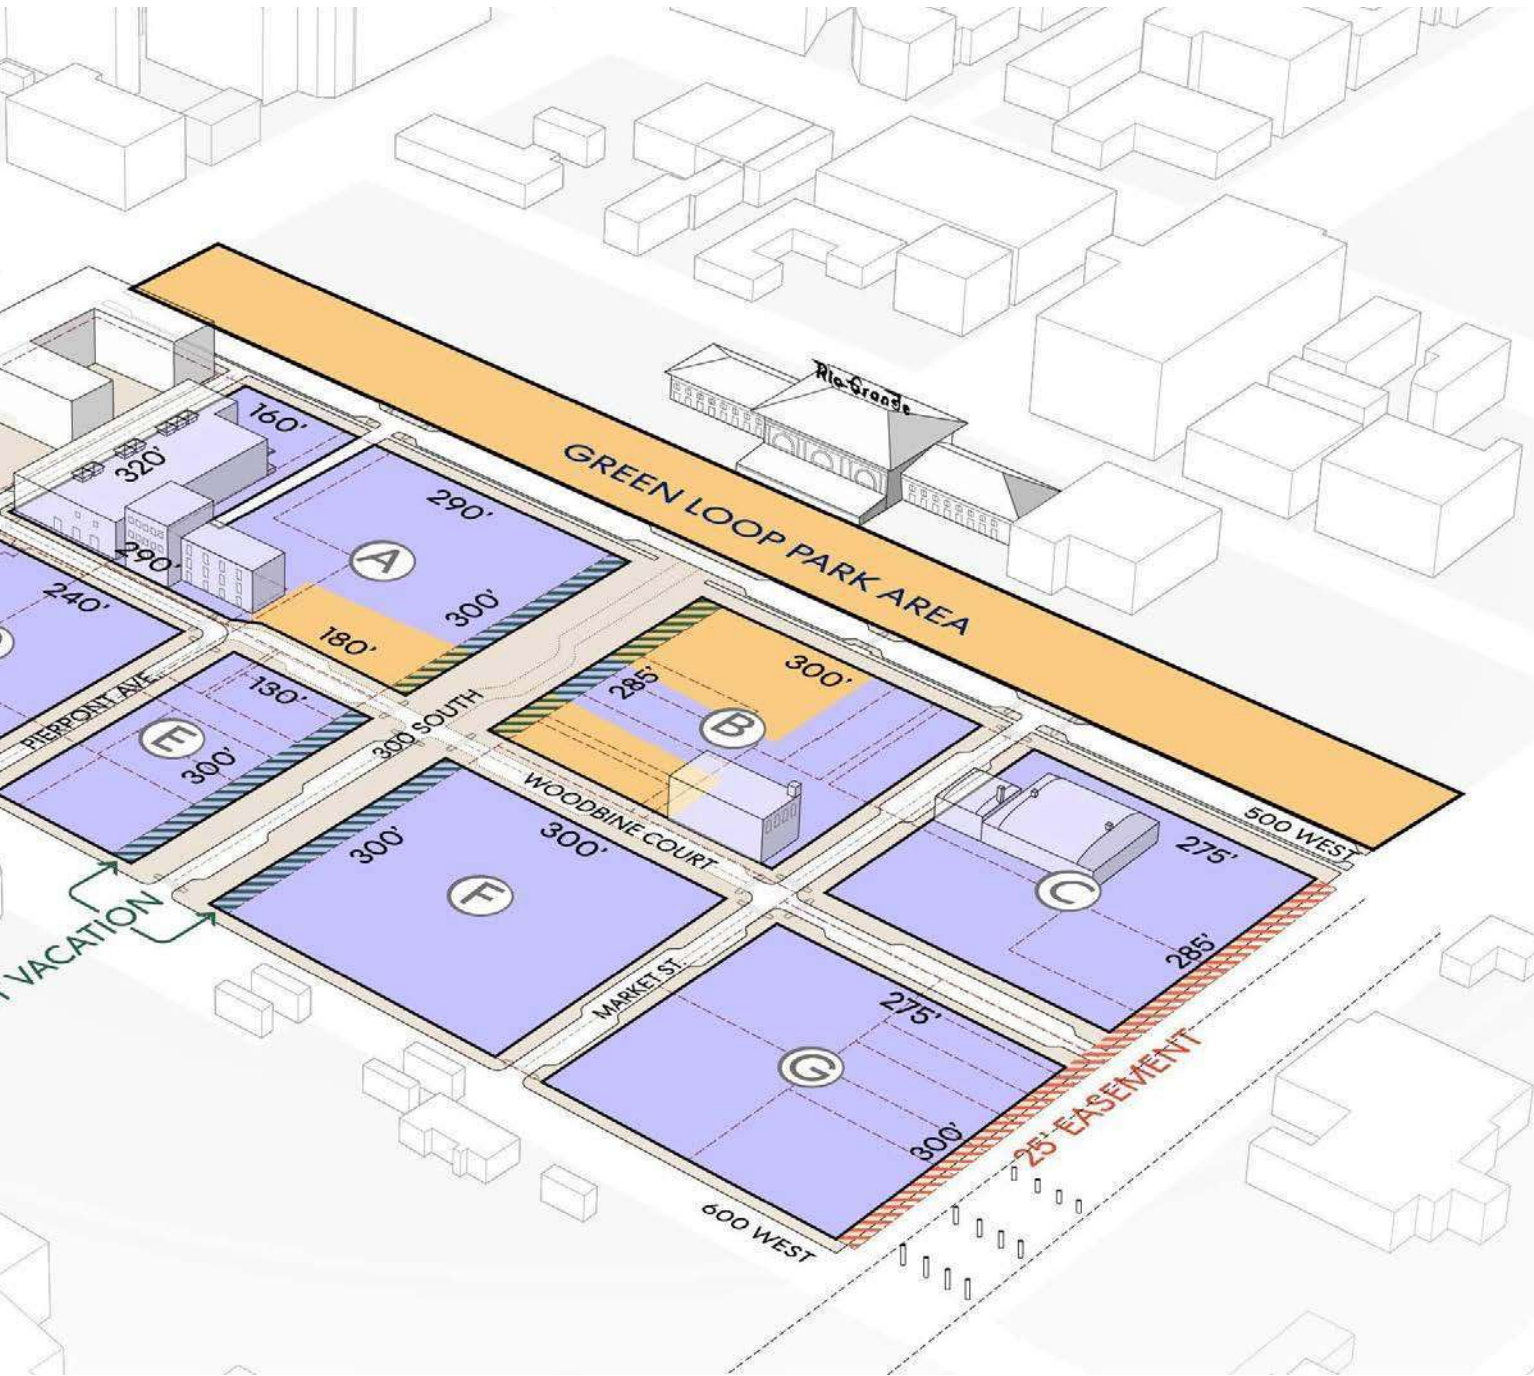 Rio Grande
GREEN LOOP PARK AREA
160'
320'
290'
290'
A
300'
180'
240'
130'
PIERPONT AVE.
E
300'
300 SOUTH
300'
285'
B
WOODBINE COURT
500 WEST
275'
C
285'
300'
300'
F
VACATION
MARKET ST.
275'
G
300'
25' EASEMENT
600 WEST